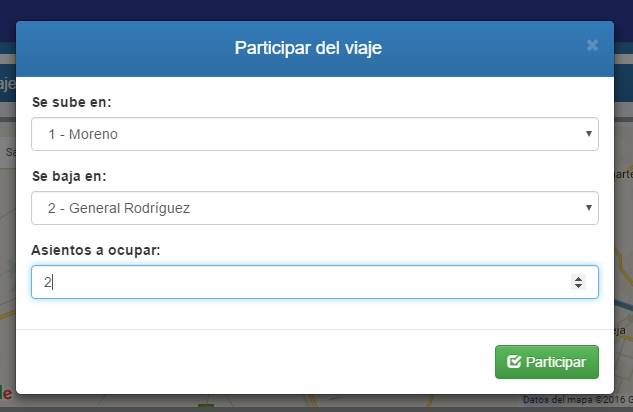 Participar del viaje
×
Se sube en:
1 - Moreno
Se baja en:
2 - General Rodríguez
Asientos a ocupar:
2
Participar
Datos del mapa ©2016 G